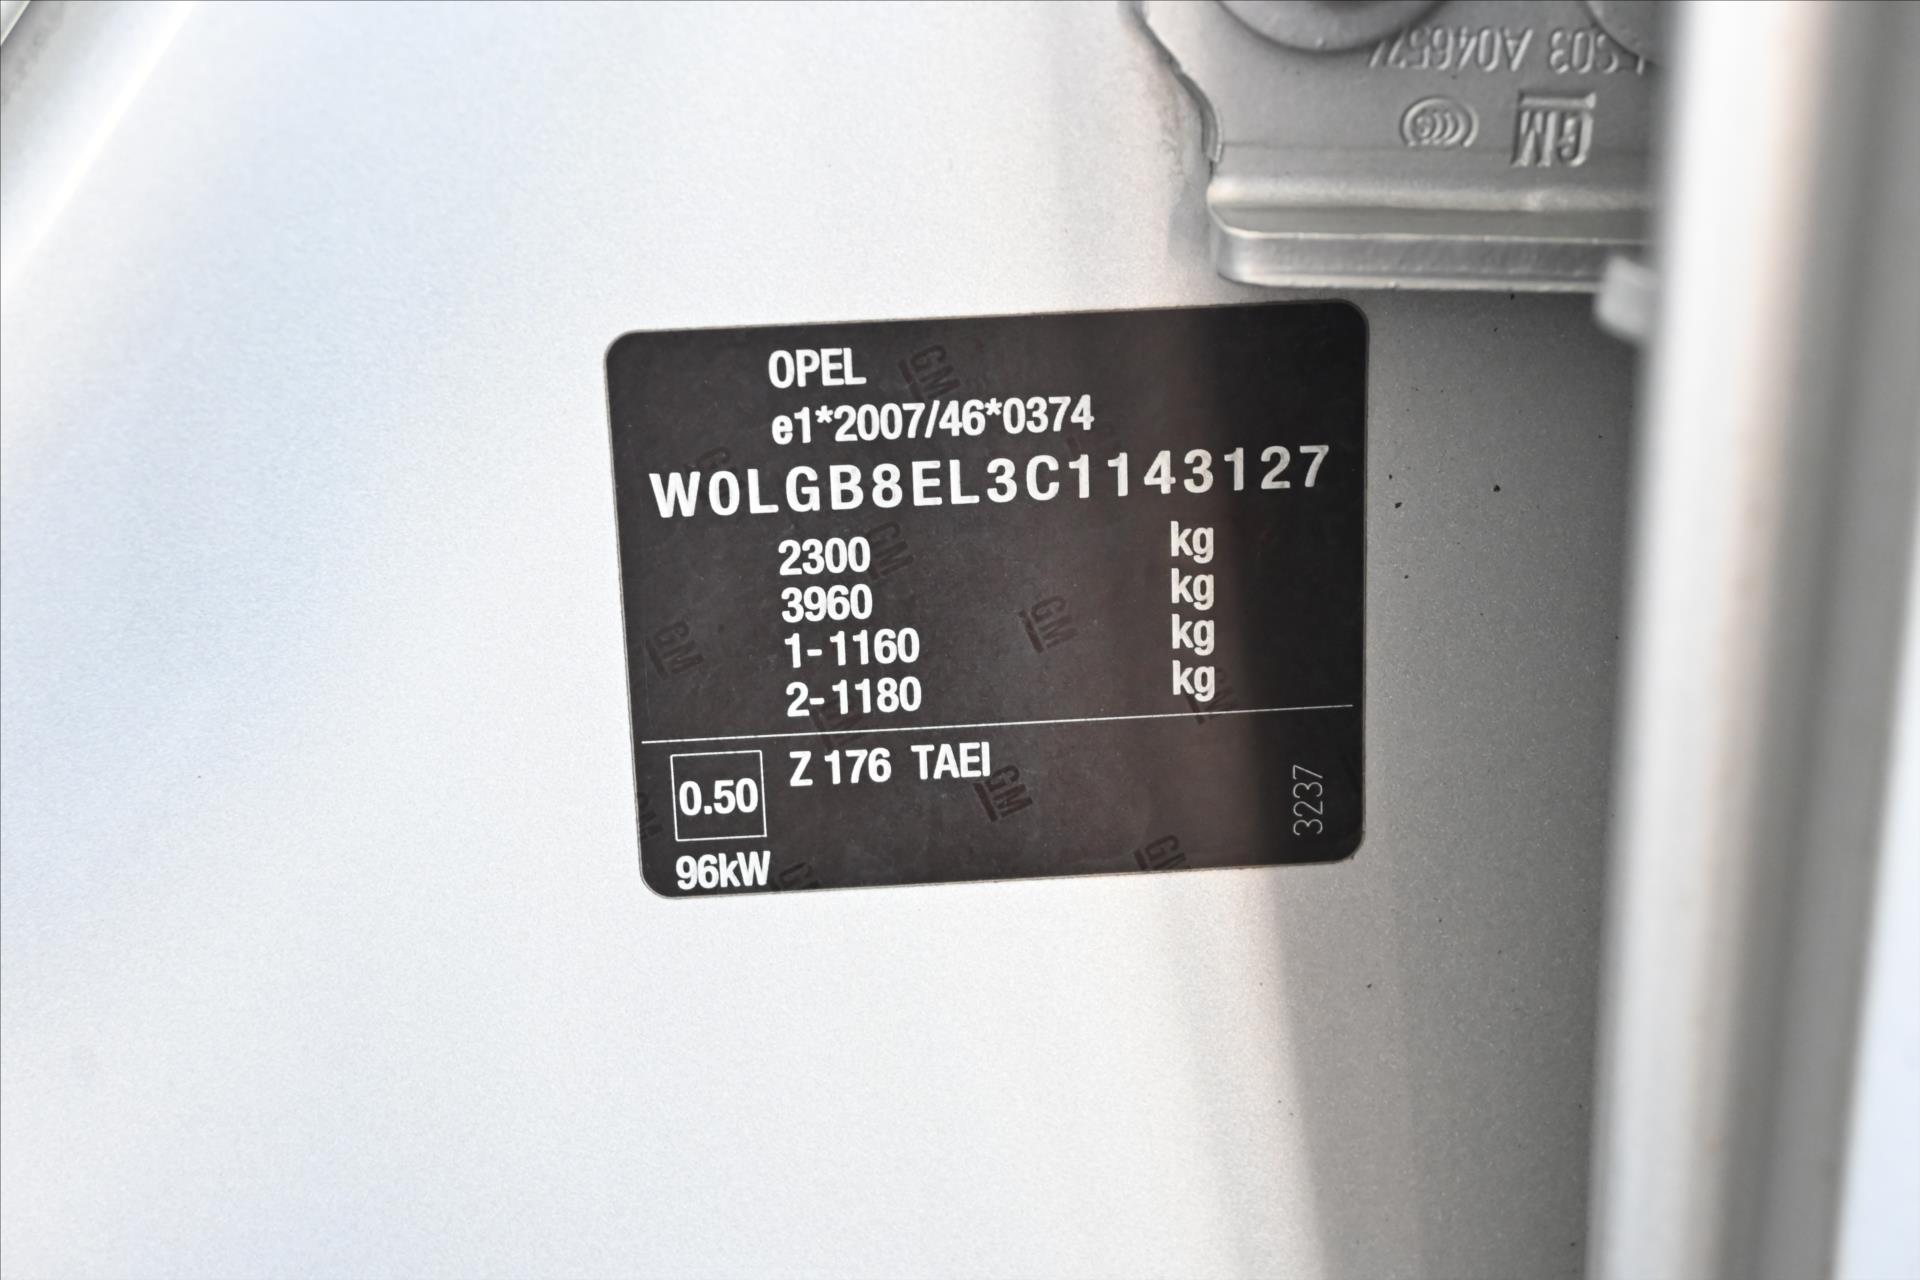 OPEL
e1*2007/46*0374
W0LGB8EL3C1143127
2300 kg
3960 kg
1-1160 kg
2-1180 kg
0.50 Z 176 TAEI
96kW
3237
GM